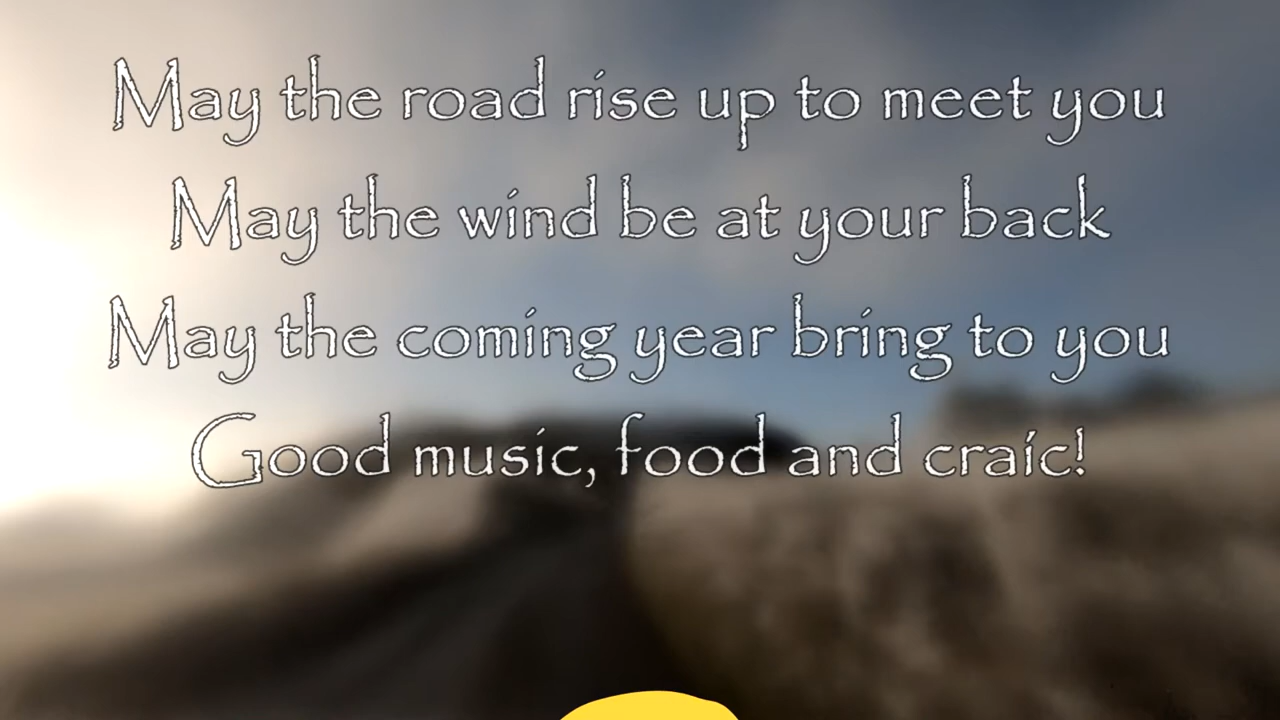 May the road rise up to meet you
May the wind be at your back
May the coming year bring to you
Good music, food and craic!